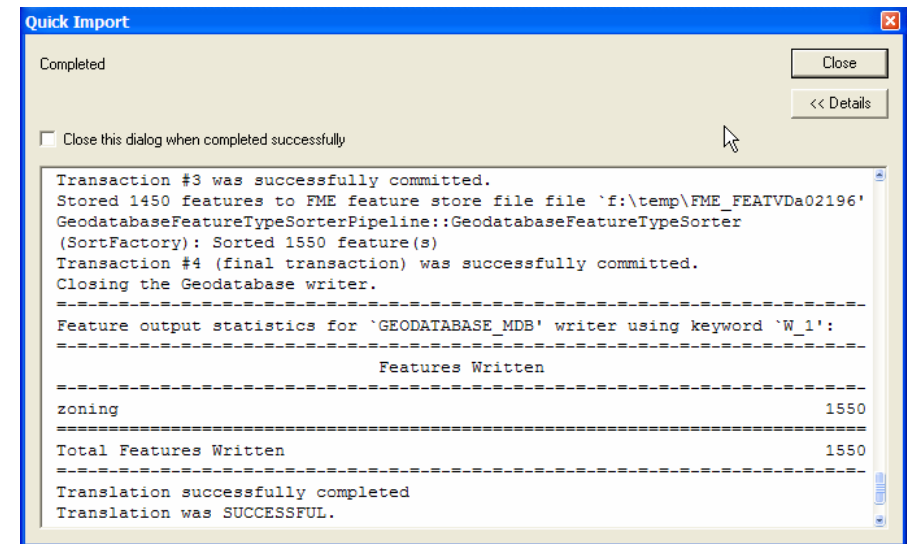 Quick Import
Completed
Close
<< Details
Close this dialog when completed successfully
Transaction #3 was successfully committed.
Stored 1450 features to FME feature store file file `f:\temp\FME_FEATVDa02196'
GeodatabaseFeatureTypeSorterPipeline::GeodatabaseFeatureTypeSorter
(SortFactory): Sorted 1550 feature(s)
Transaction #4 (final transaction) was successfully committed.
Closing the Geodatabase writer.
=-=-=-=-=-=-=-=-=-=-=-=-=-=-=-=-=-=-=-=-=-=-=-=-=-=-=-=-=-=-=-=-=-=-=-=-=-=-
Feature output statistics for `GEODATABASE_MDB' writer using keyword `W_1':
=-=-=-=-=-=-=-=-=-=-=-=-=-=-=-=-=-=-=-=-=-=-=-=-=-=-=-=-=-=-=-=-=-=-=-=-=-=-
Features Written
=-=-=-=-=-=-=-=-=-=-=-=-=-=-=-=-=-=-=-=-=-=-=-=-=-=-=-=-=-=-=-=-=-=-=-=-=-=-
zoning 1550
==============================================================================
Total Features Written 1550
=-=-=-=-=-=-=-=-=-=-=-=-=-=-=-=-=-=-=-=-=-=-=-=-=-=-=-=-=-=-=-=-=-=-=-=-=-=-
Translation successfully completed
Translation was SUCCESSFUL.